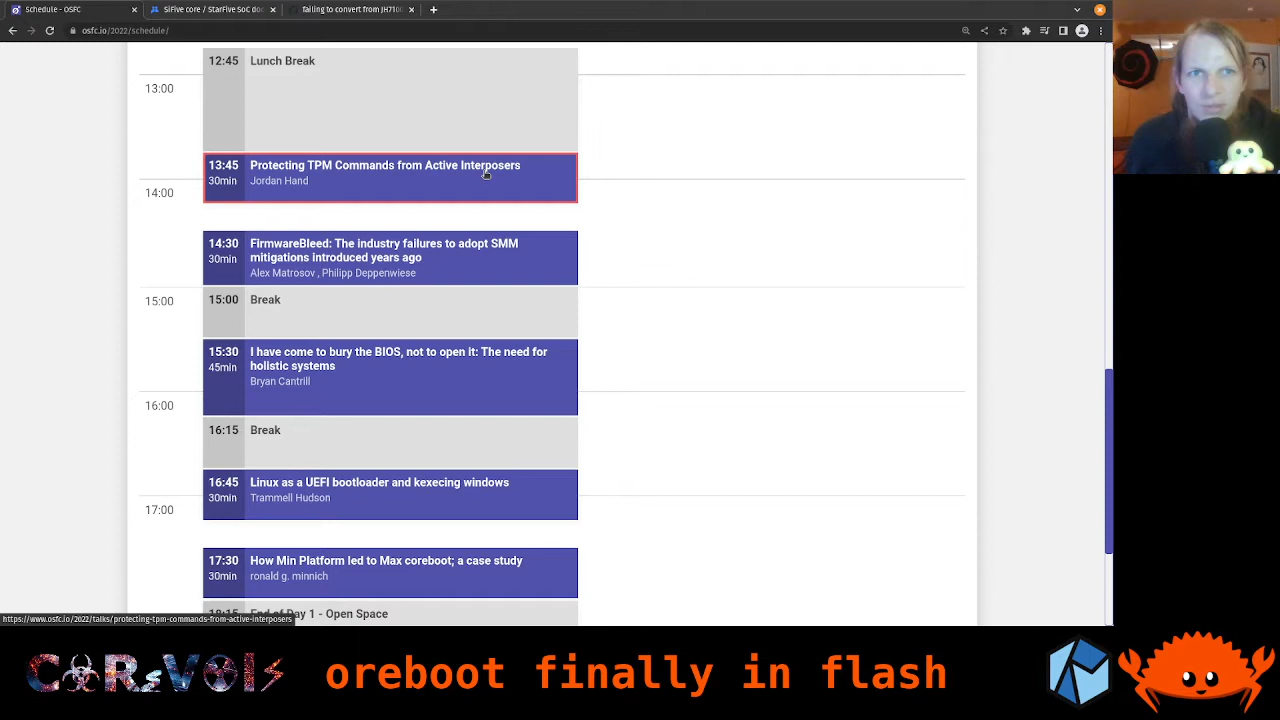 Schedule - OSFC
SiFive core / StarFive SoC doc
failing to convert from JH7100
osfc.io/2022/schedule/
12:45 Lunch Break
13:00
13:45 Protecting TPM Commands from Active Interposers
30min Jordan Hand
14:00
14:30 FirmwareBleed: The industry failures to adopt SMM
30min mitigations introduced years ago
Alex Matrosov , Philipp Deppenwiese
15:00 15:00 Break
15:30 I have come to bury the BIOS, not to open it: The need for
45min holistic systems
Bryan Cantrill
16:00
16:15 Break
16:45 Linux as a UEFI bootloader and kexecing windows
30min Trammell Hudson
17:00
17:30 How Min Platform led to Max coreboot; a case study
30min ronald g. minnich
18:15 End of Day 1 - Open Space
https://www.osfc.io/2022/talks/protecting-tpm-commands-from-active-interposers
oreboot finally in flash